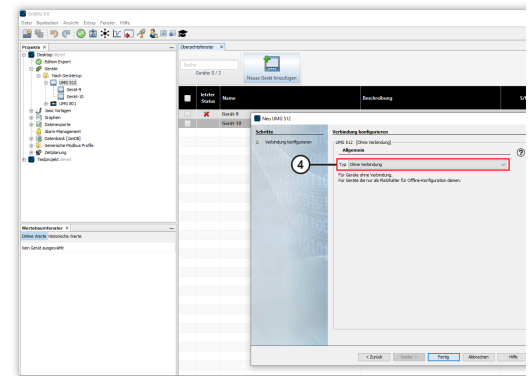 GridVis 9.0
Datei Bearbeiten Ansicht Extras Fenster Hilfe
Projekte ×
Desktop aktiv
Edition Expert
Geräte
Nach Gerätetyp
UMG 512
Gerät-9
Gerät-10
UMG 801
Jasic Vorlagen
Graphen
Datenexporte
Alarm-Management
Datenbank [JanDB]
Generische Modbus Profile
Zeitplanung
Testprojekt
Wertebaumfenster ×
Online Werte Historische Werte
kein Gerät ausgewählt
Übersichtsfenster ×
Suche
Geräte 0 / 2
Neues Gerät hinzufügen
letzter Status
Name
Beschreibung
Gerät-9
Gerät-10
Neu UMG 512
Schritte
1. Verbindung konfigurieren
Verbindung konfigurieren
UMG 512 [Ohne Verbindung]
Allgemein
4
Typ Ohne Verbindung
Für Geräte ohne Verbindung.
Für Geräte die nur als Platzhalter für Offline-Konfiguration dienen.
?
< Zurück
Weiter >
Fertig
Abbrechen
Hilfe